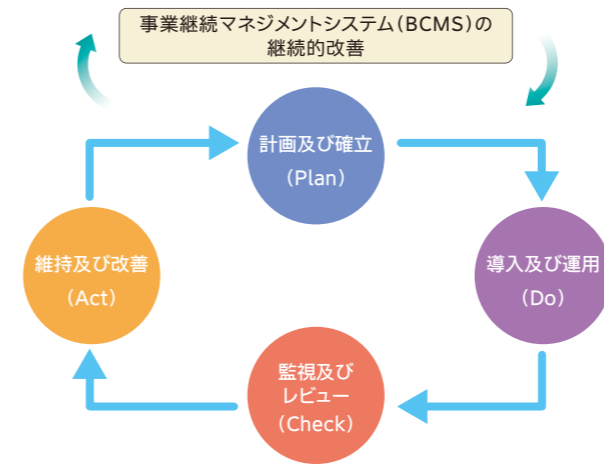 事業継続マネジメントシステム(BCMS)の
継続的改善
計画及び確立
(Plan)
導入及び運用
(Do)
監視及び
レビュー
(Check)
維持及び改善
(Act)